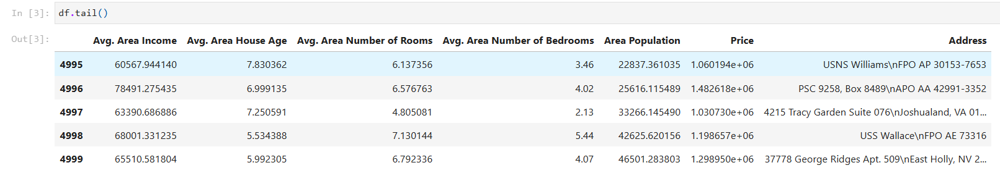 In [3]: df.tail()
Out[3]:
Avg. Area Income Avg. Area House Age Avg. Area Number of Rooms Avg. Area Number of Bedrooms Area Population Price Address
4995 60567.944140 7.830362 6.137356 3.46 22837.361035 1.060194e+06 USNS Williams\nFPO AP 30153-7653
4996 78491.275435 6.999135 6.576763 4.02 25616.115489 1.482618e+06 PSC 9258, Box 8489\nAPO AA 42991-3352
4997 63390.686886 7.250591 4.805081 2.13 33266.145490 1.030730e+06 4215 Tracy Garden Suite 076\nJoshualand, VA 01...
4998 68001.331235 5.534388 7.130144 5.44 42625.620156 1.198657e+06 USS Wallace\nFPO AE 73316
4999 65510.581804 5.992305 6.792336 4.07 46501.283803 1.298950e+06 37778 George Ridges Apt. 509\nEast Holly, NV 2...